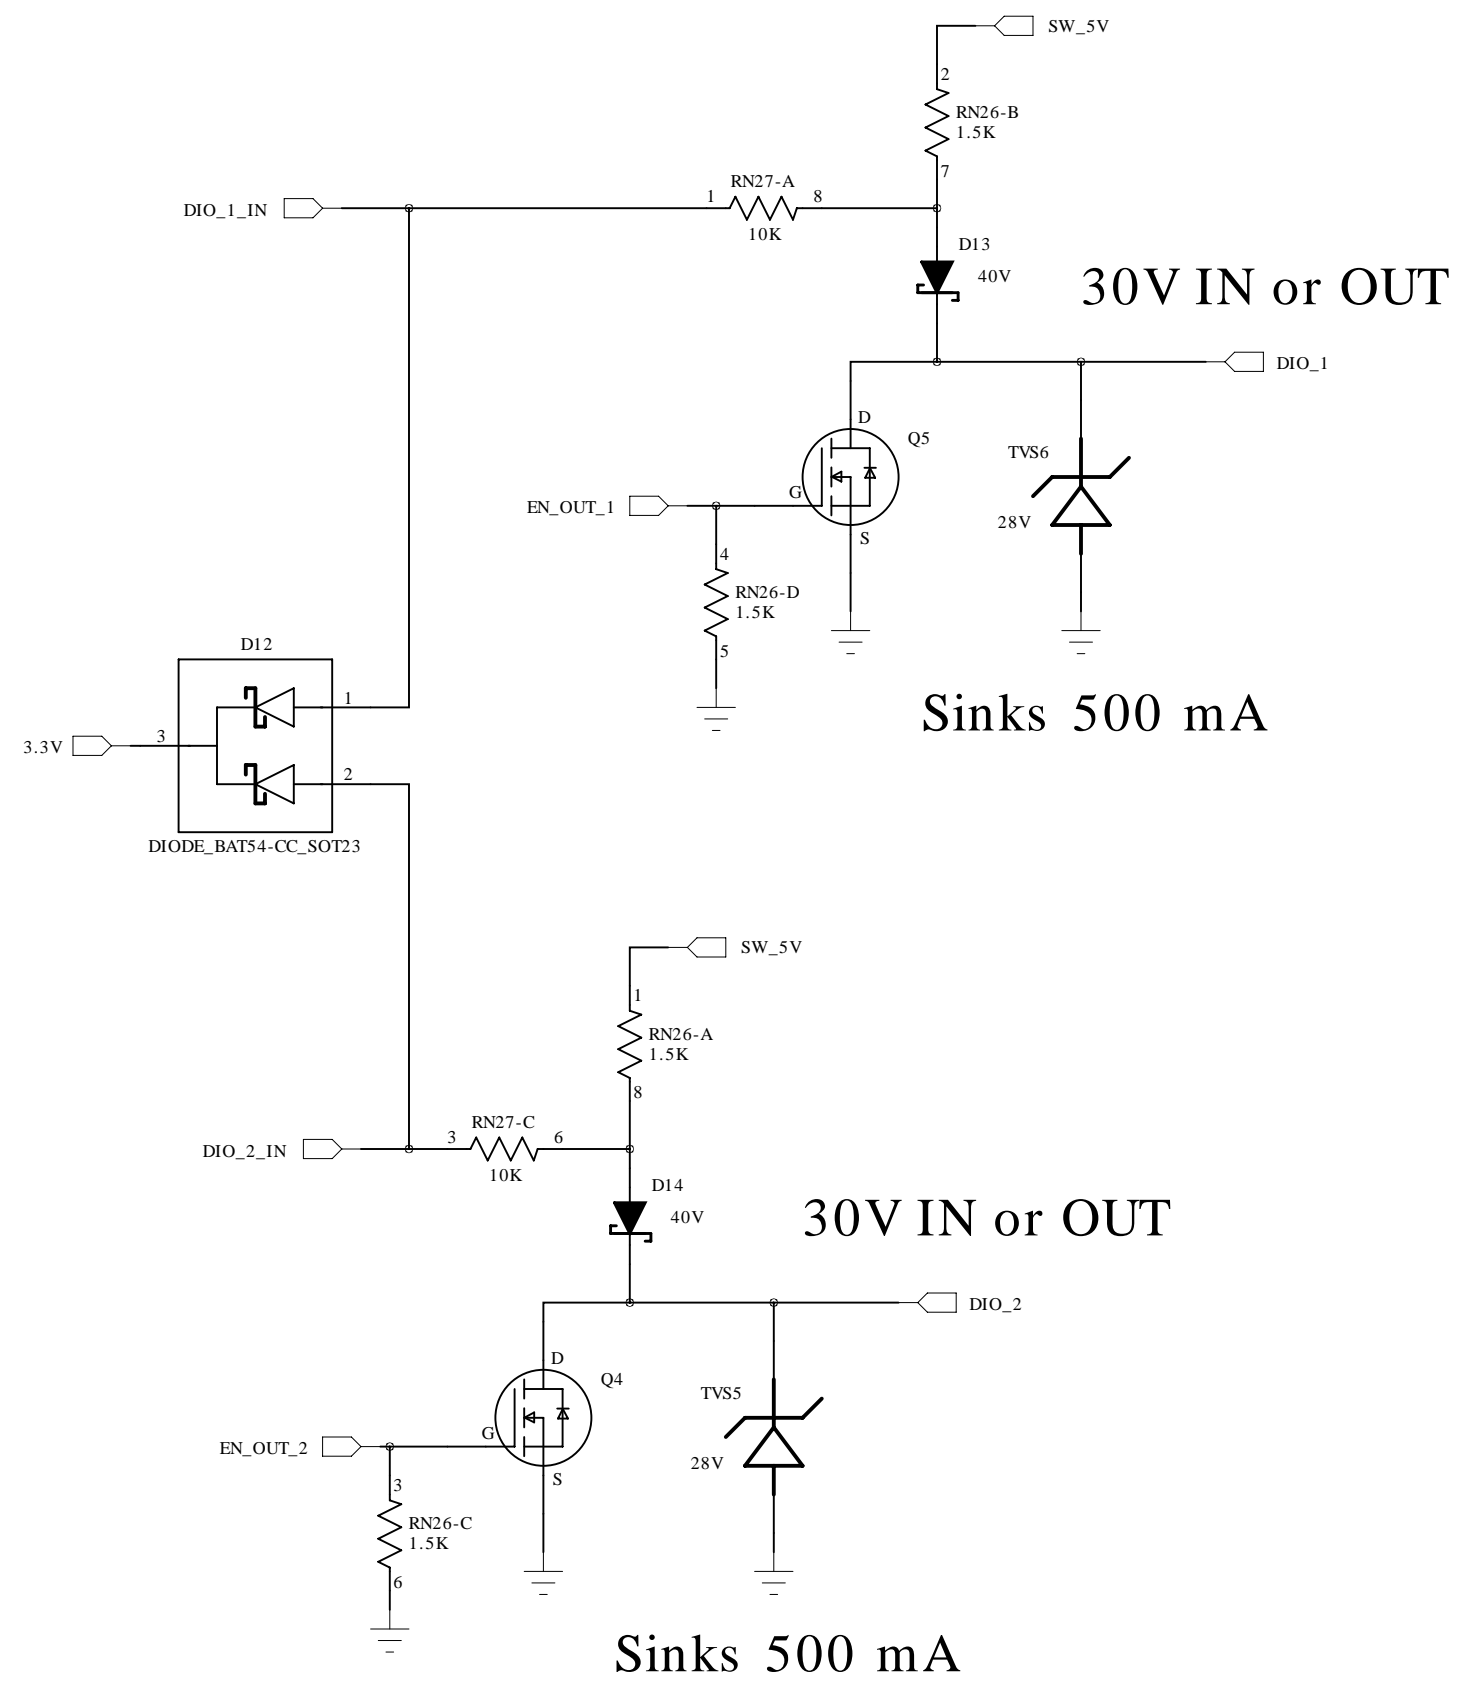 SW_5V
2
RN26-B
1.5K
7
RN27-A
1
8
DIO_1_IN
10K
D13
40V
30V IN or OUT
DIO_1
D
Q5
TVS6
G
EN_OUT_1
28V
S
4
RN26-D
1.5K
5
D12
Sinks 500 mA
1
3
3.3V
2
DIODE_BAT54-CC_SOT23
SW_5V
1
RN26-A
1.5K
8
RN27-C
3
6
DIO_2_IN
10K
D14
40V
30V IN or OUT
DIO_2
D
Q4
TVS5
G
EN_OUT_2
28V
S
3
RN26-C
1.5K
6
Sinks 500 mA